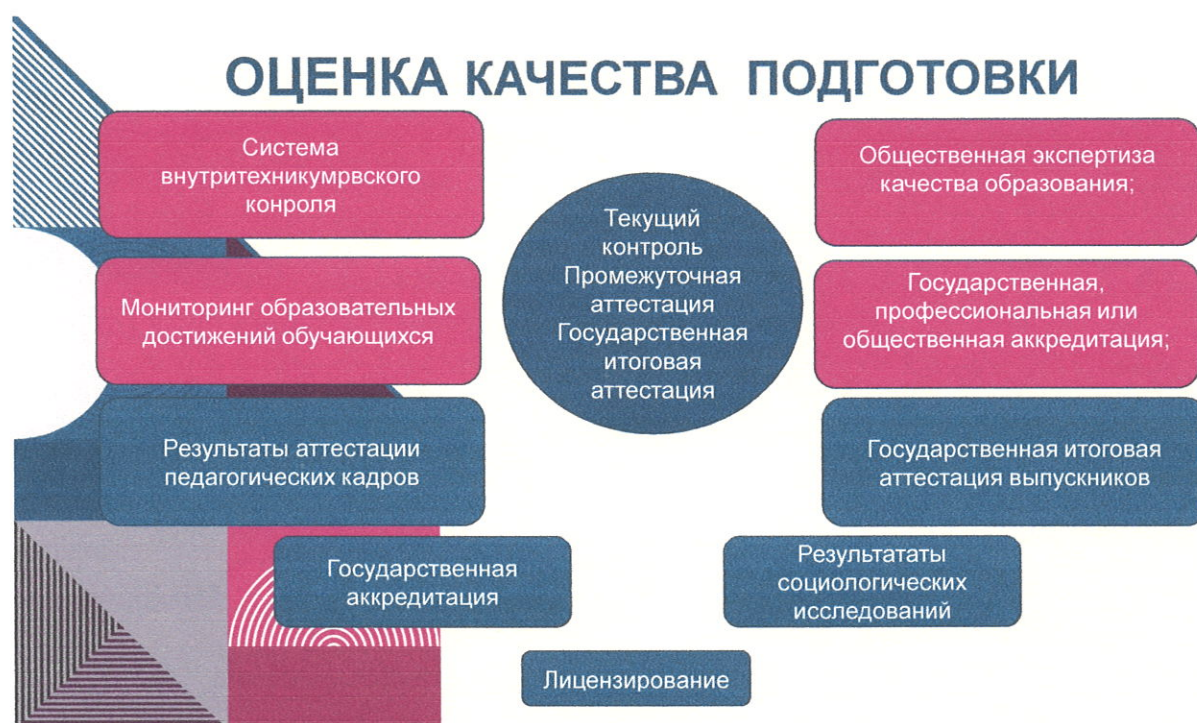 ОЦЕНКА КАЧЕСТВА ПОДГОТОВКИ
Система
внутритехникумрвского
конроля
Общественная экспертиза
качества образования;
Текущий
контроль
Промежуточная
аттестация
Государственная
итоговая
аттестация
Мониторинг образовательных
достижений обучающихся
Государственная,
профессиональная или
общественная аккредитация;
Результаты аттестации
педагогических кадров
Государственная итоговая
аттестация выпускников
Государственная
аккредитация
Результататы
социологических
исследований
Лицензирование